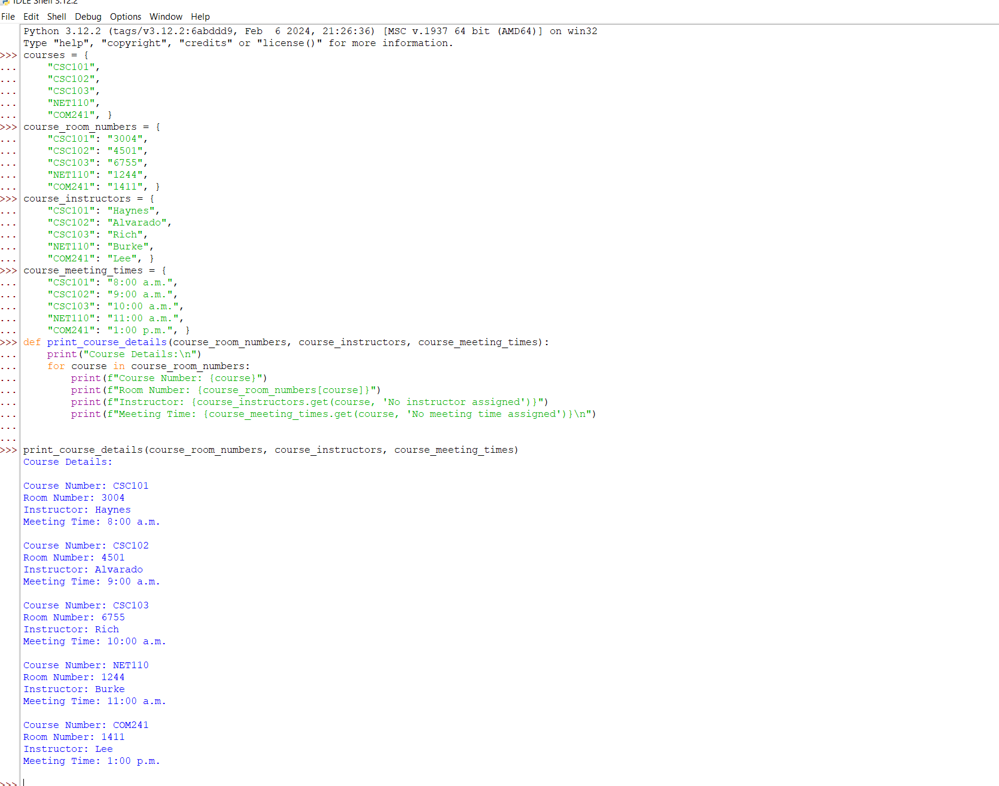 IDLE Shell 3.12.2
File Edit Shell Debug Options Window Help
Python 3.12.2 (tags/v3.12.2:6abddd9, Feb  6 2024, 21:26:36) [MSC v.1937 64 bit (AMD64)] on win32
Type "help", "copyright", "credits" or "license()" for more information.
>>> courses = {
...     "CSC101",
...     "CSC102",
...     "CSC103",
...     "NET110",
...     "COM241", }
>>> course_room_numbers = {
...     "CSC101": "3004",
...     "CSC102": "4501",
...     "CSC103": "6755",
...     "NET110": "1244",
...     "COM241": "1411", }
>>> course_instructors = {
...     "CSC101": "Haynes",
...     "CSC102": "Alvarado",
...     "CSC103": "Rich",
...     "NET110": "Burke",
...     "COM241": "Lee", }
>>> course_meeting_times = {
...     "CSC101": "8:00 a.m.",
...     "CSC102": "9:00 a.m.",
...     "CSC103": "10:00 a.m.",
...     "NET110": "11:00 a.m.",
...     "COM241": "1:00 p.m.", }
>>> def print_course_details(course_room_numbers, course_instructors, course_meeting_times):
...     print("Course Details:\n")
...     for course in course_room_numbers:
...         print(f"Course Number: {course}")
...         print(f"Room Number: {course_room_numbers[course]}")
...         print(f"Instructor: {course_instructors.get(course, 'No instructor assigned')}")
...         print(f"Meeting Time: {course_meeting_times.get(course, 'No meeting time assigned')}\n")
...
...
>>> print_course_details(course_room_numbers, course_instructors, course_meeting_times)
Course Details:

Course Number: CSC101
Room Number: 3004
Instructor: Haynes
Meeting Time: 8:00 a.m.

Course Number: CSC102
Room Number: 4501
Instructor: Alvarado
Meeting Time: 9:00 a.m.

Course Number: CSC103
Room Number: 6755
Instructor: Rich
Meeting Time: 10:00 a.m.

Course Number: NET110
Room Number: 1244
Instructor: Burke
Meeting Time: 11:00 a.m.

Course Number: COM241
Room Number: 1411
Instructor: Lee
Meeting Time: 1:00 p.m.

>>>